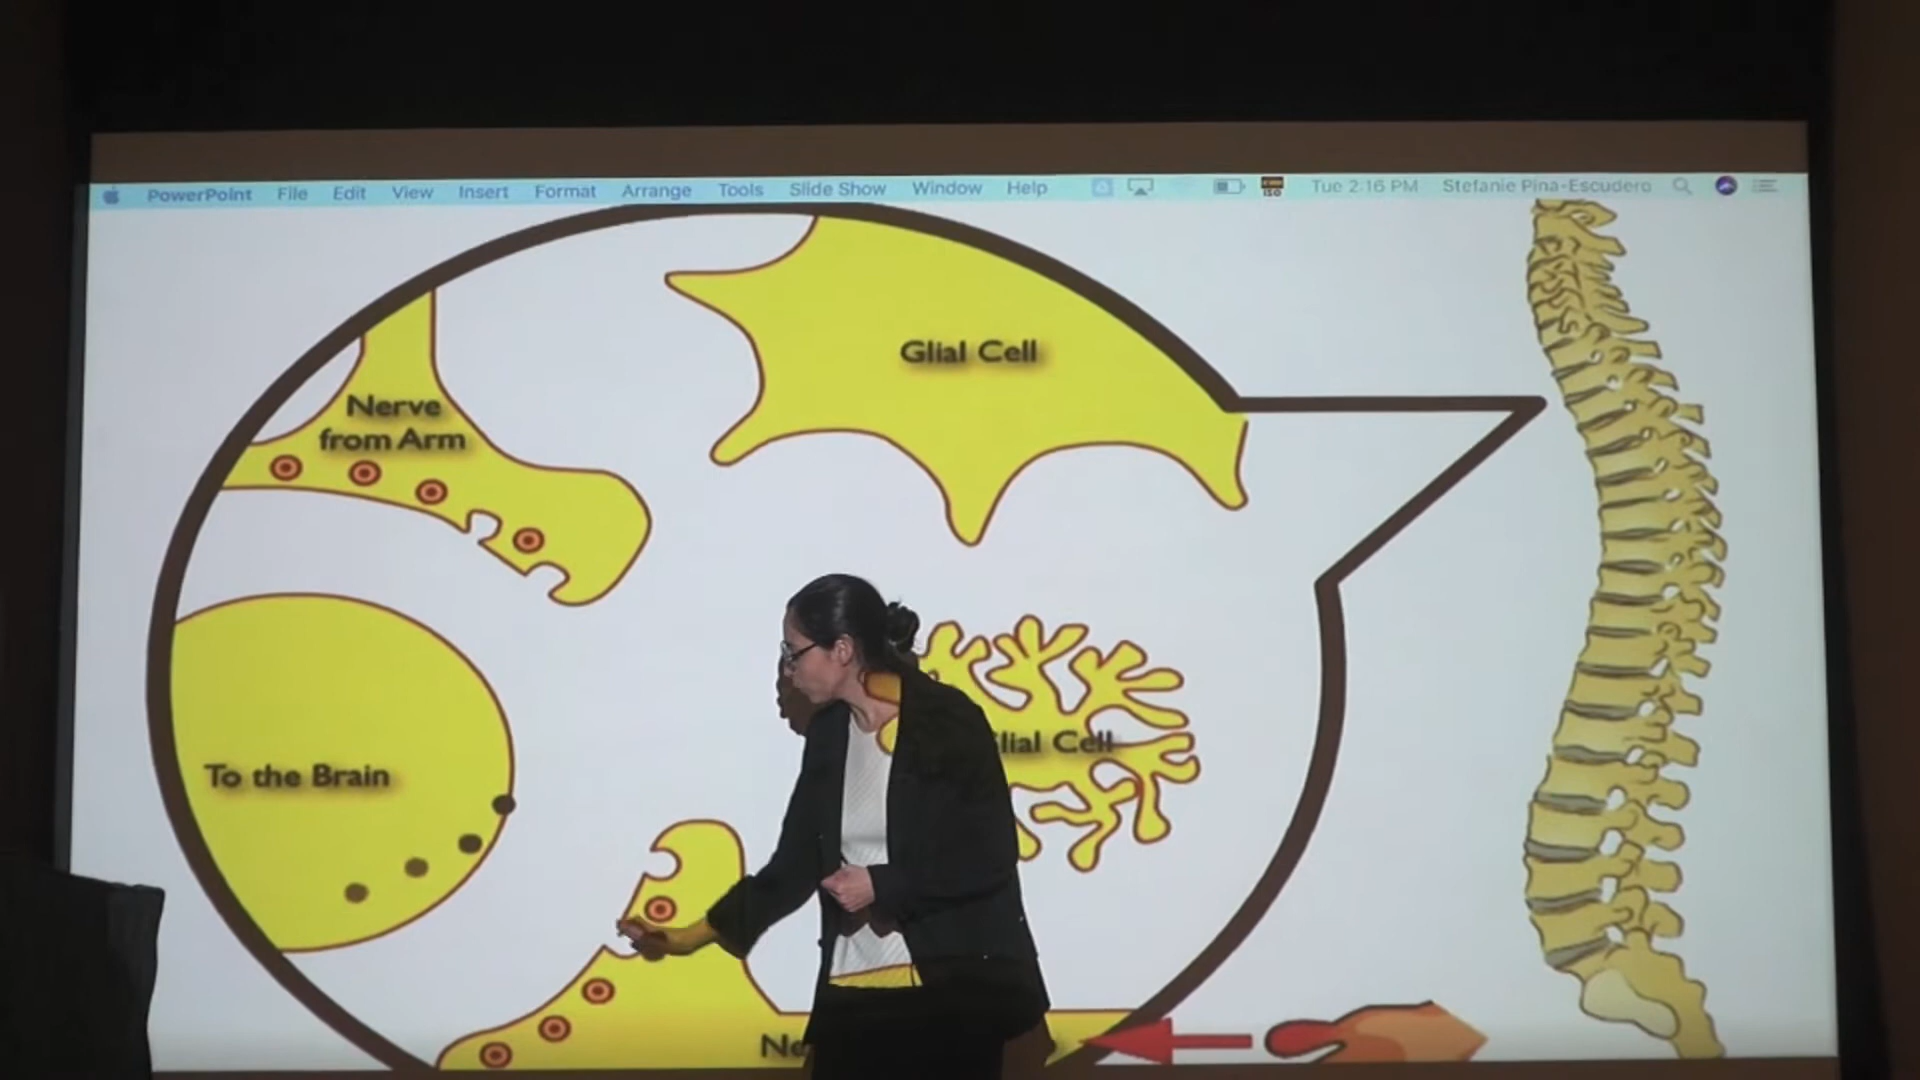 PowerPoint File Edit View Insert Format Arrange Tools Slide Show Window Help Tue 2:16 PM Stefanie Pina-Escudero
Glial Cell
Nerve
from Arm
lial Cell
To the Brain
Ne